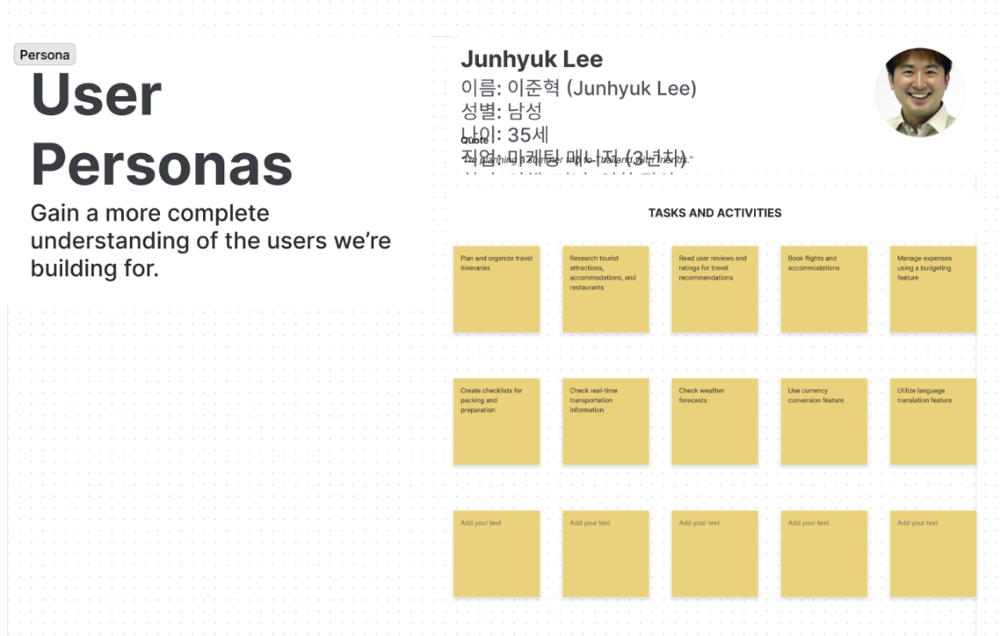 Persona
User
Personas
Gain a more complete
understanding of the users we’re
building for.
Junhyuk Lee
이름: 이준혁 (Junhyuk Lee)
성별: 남성
나이: 35세
Quote
직업: 마케팅 매니저 (3년차)
"I'm planning a summer trip to Thailand with friends."
TASKS AND ACTIVITIES
Plan and organize travel
itineraries
Research tourist
attractions,
accommodations, and
restaurants
Read user reviews and
ratings for travel
recommendations
Book flights and
accommodations
Manage expenses
using a budgeting
feature
Create checklists for
packing and
preparation
Check real-time
transportation
information
Check weather
forecasts
Use currency
conversion feature
Utilize language
translation feature
Add your text
Add your text
Add your text
Add your text
Add your text